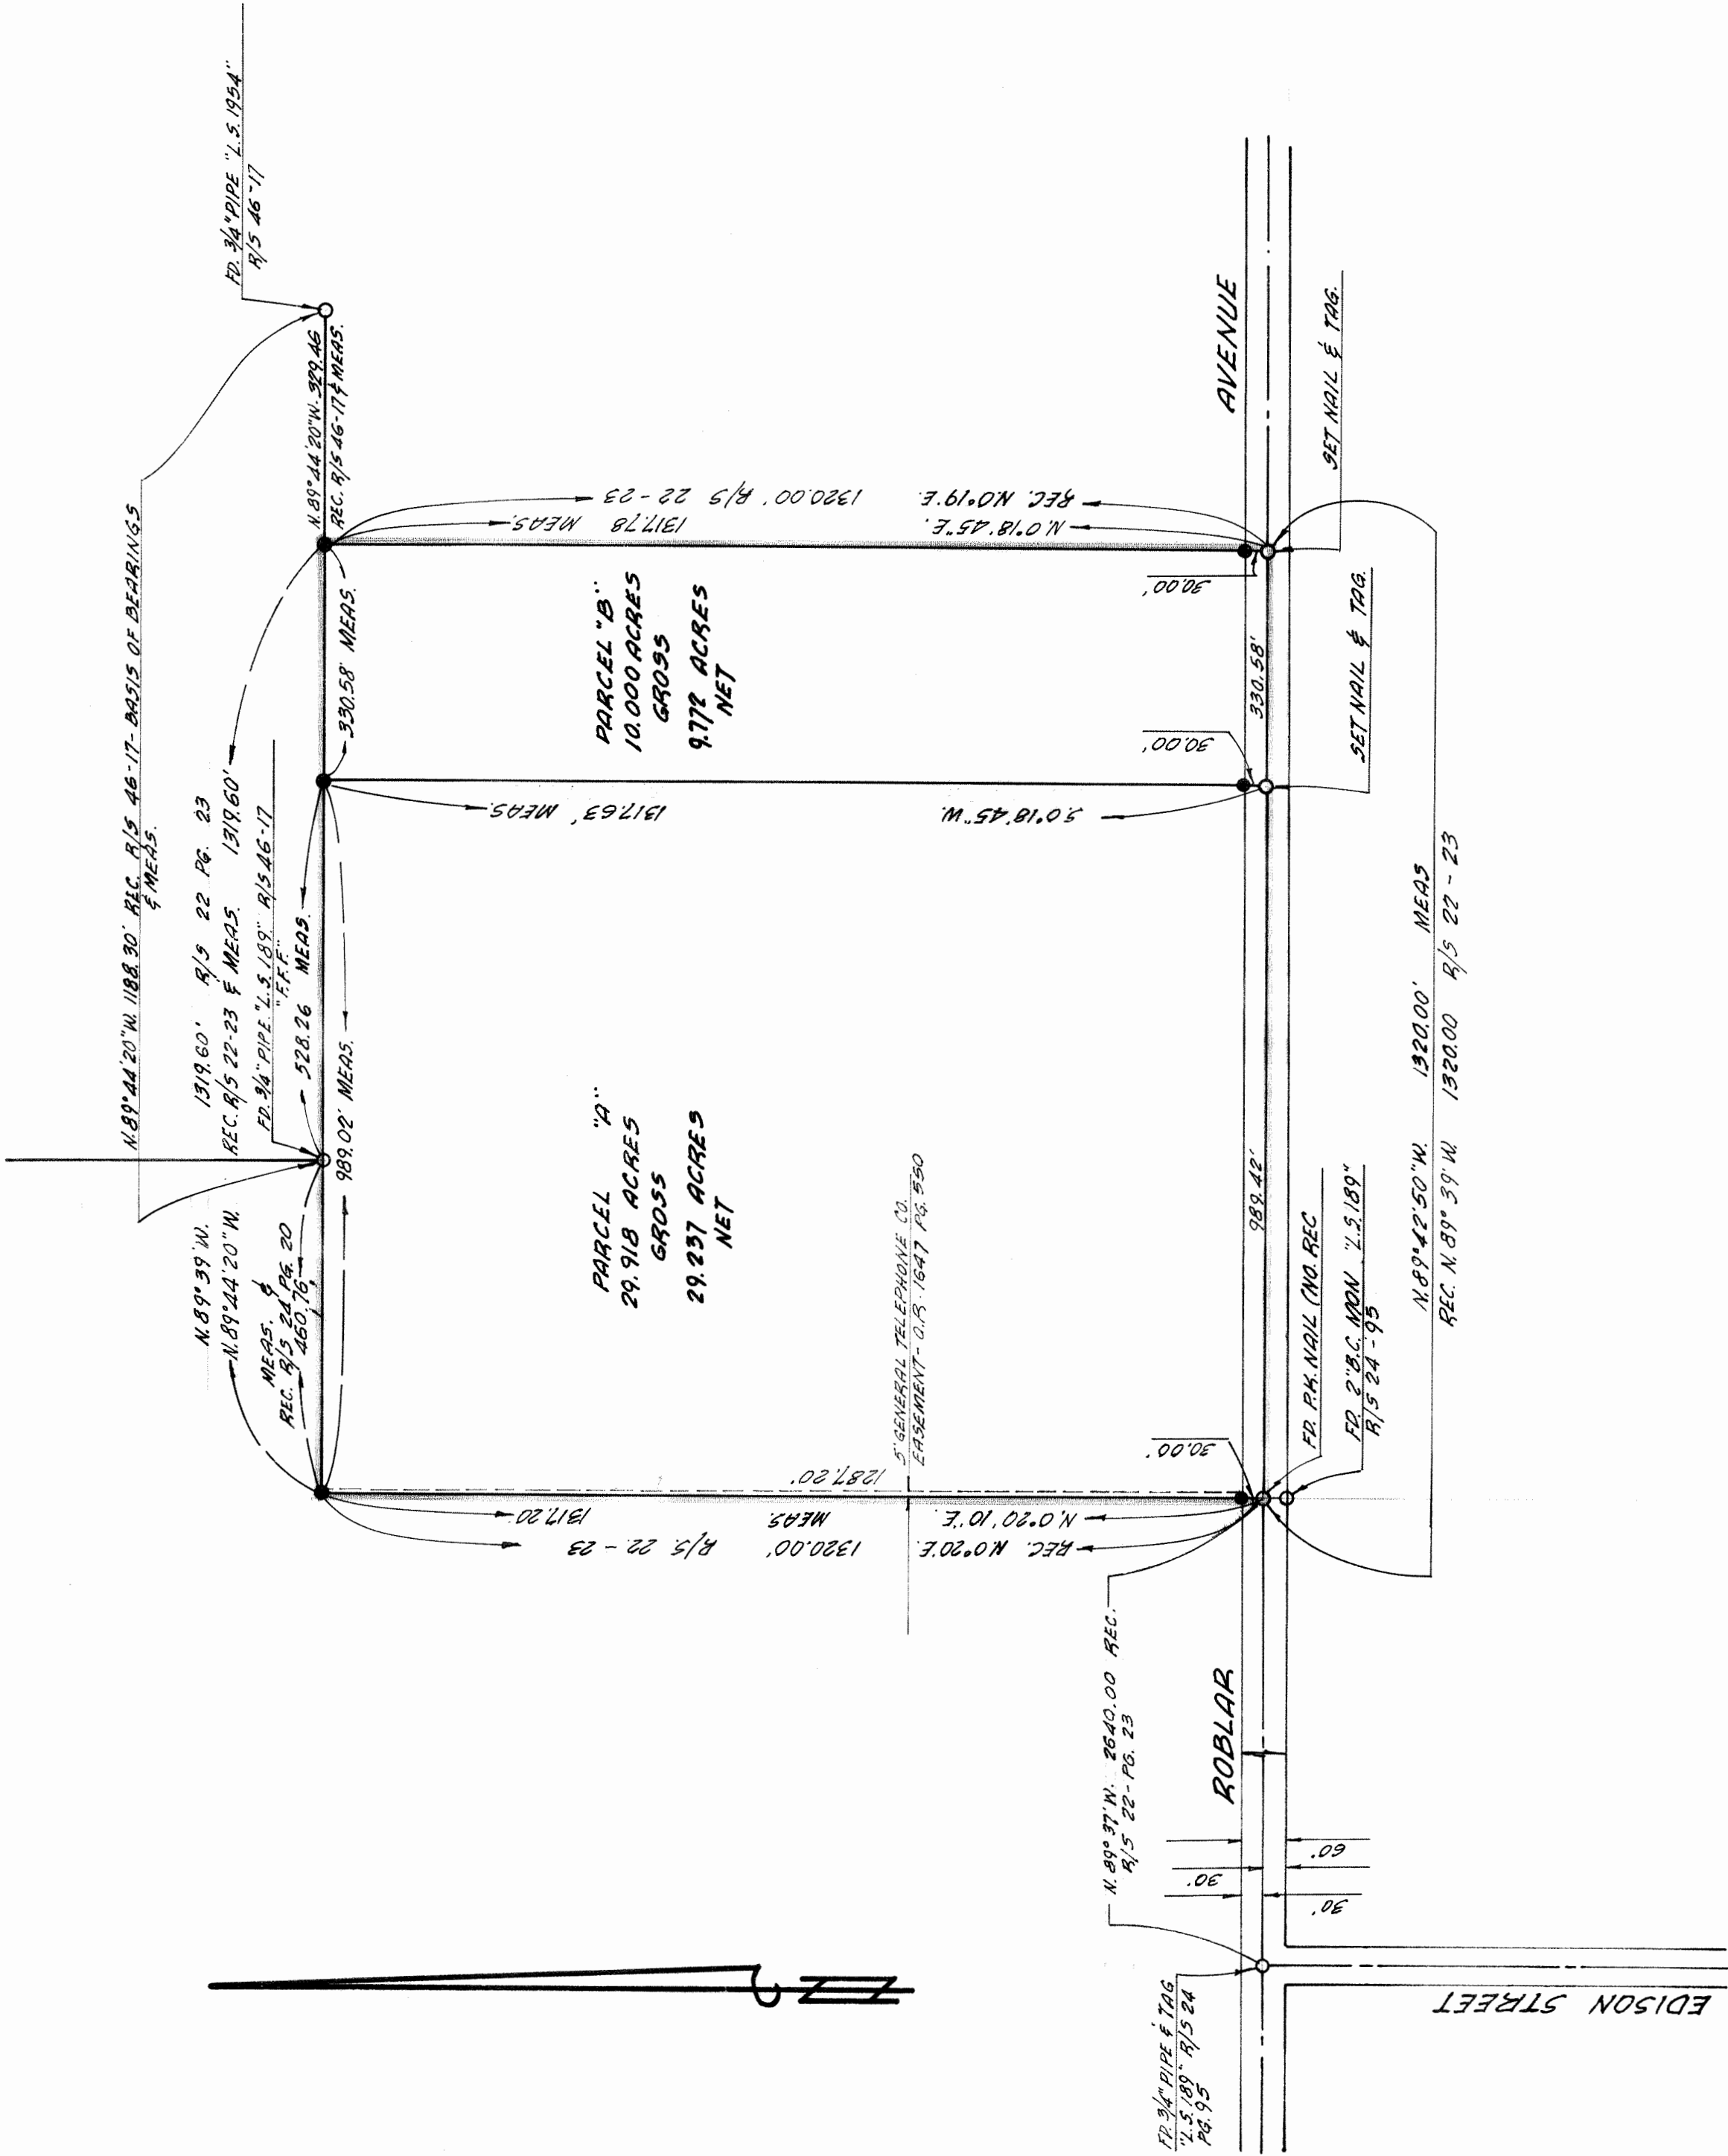 FD. 3/4" PIPE "L.S. 1954"
R/S 46-17
N.89°44'20"W. 1188.30' REC. R/S 46-17- BASIS OF BEARINGS
& MEAS.
N.89°39'W. 1319.60' R/S 22 PG. 23
N.89°44'20"W. REC. R/S 22-23 & MEAS. 1319.60'
FD. 3/4" PIPE "L.S. 189" R/S 46-17
"F.F.F."
MEAS. &
REC. R/S 24 PG. 20
460.76'
528.26 MEAS.
N.89°44'20"W. 329.46
REC. R/S 46-17 & MEAS.
989.02' MEAS.
330.58' MEAS.
PARCEL "A"
29.918 ACRES
GROSS
29.237 ACRES
NET
PARCEL "B"
10.000 ACRES
GROSS
9.772 ACRES
NET
REC. N.0°20'E. 1320.00' R/S. 22-23
N.0°20'10"E. MEAS 1317.20'
1287.20'
5' GENERAL TELEPHONE CO.
EASEMENT - O.R. 1647 PG. 550
S.0°18'45"W. 1317.63' MEAS.
N.0°18'45"E. 1317.78 MEAS.
REC. N.0°19'E. 1320.00' R/S 22-23
30.00'
30.00'
30.00'
989.42'
330.58'
ROBLAR AVENUE
N.89°37'W. 2640.00 REC.
R/S 22-PG. 23
FD. 3/4" PIPE & TAG
"L.S. 189" R/S 24
PG. 95
30'
30'
60'
FD. P.K. NAIL (NO. REC
FD. 2" B.C. MON. "L.S. 189"
R/S 24-95
SET NAIL & TAG.
SET NAIL & TAG.
N.89°42'50"W. 1320.00' MEAS
REC. N.89°39'W. 1320.00 R/S 22-23
EDISON STREET
N